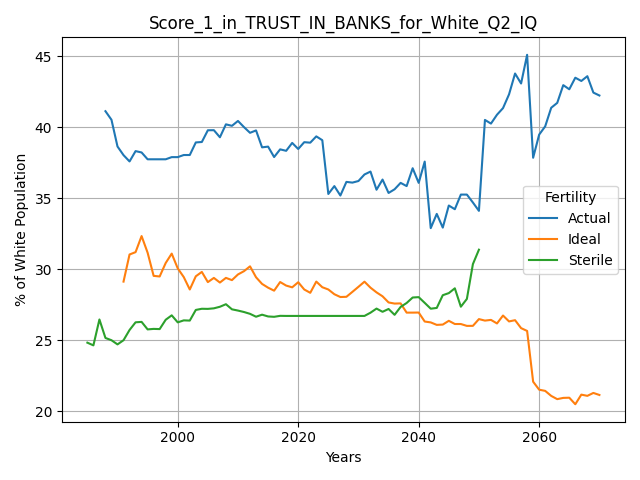 Score_1_in_TRUST_IN_BANKS_for_White_Q2_IQ
% of White Population
45
40
35
30
25
20
2000
2020
2040
2060
Years
Fertility
Actual
Ideal
Sterile